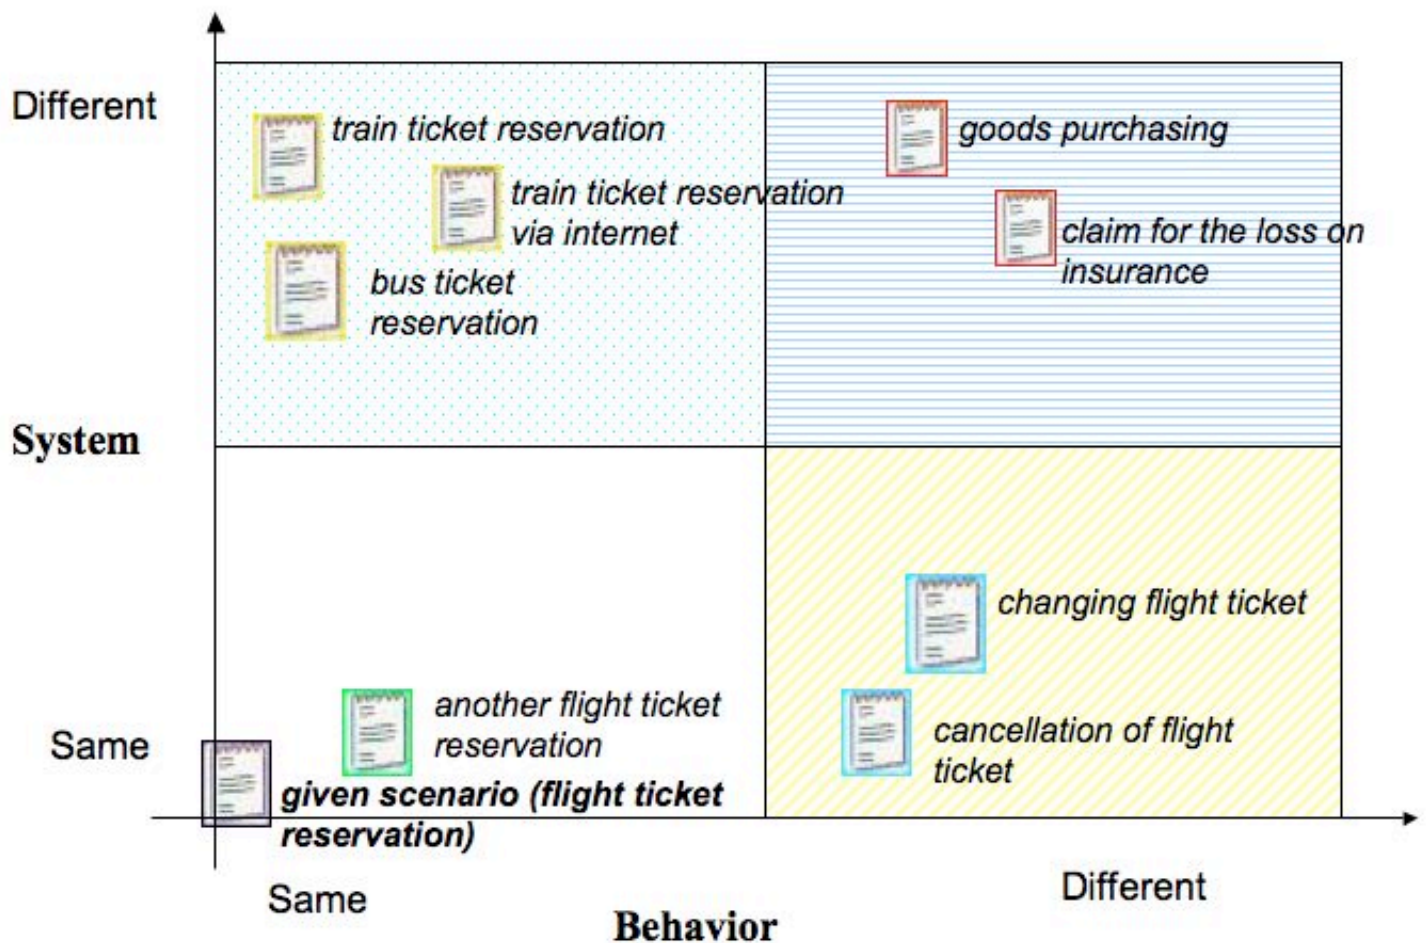 Different
train ticket reservation
goods purchasing
train ticket reservation
via internet
claim for the loss on
insurance
bus ticket
reservation
System
changing flight ticket
another flight ticket
reservation
cancellation of flight
ticket
Same
given scenario (flight ticket
reservation)
Same
Different
Behavior